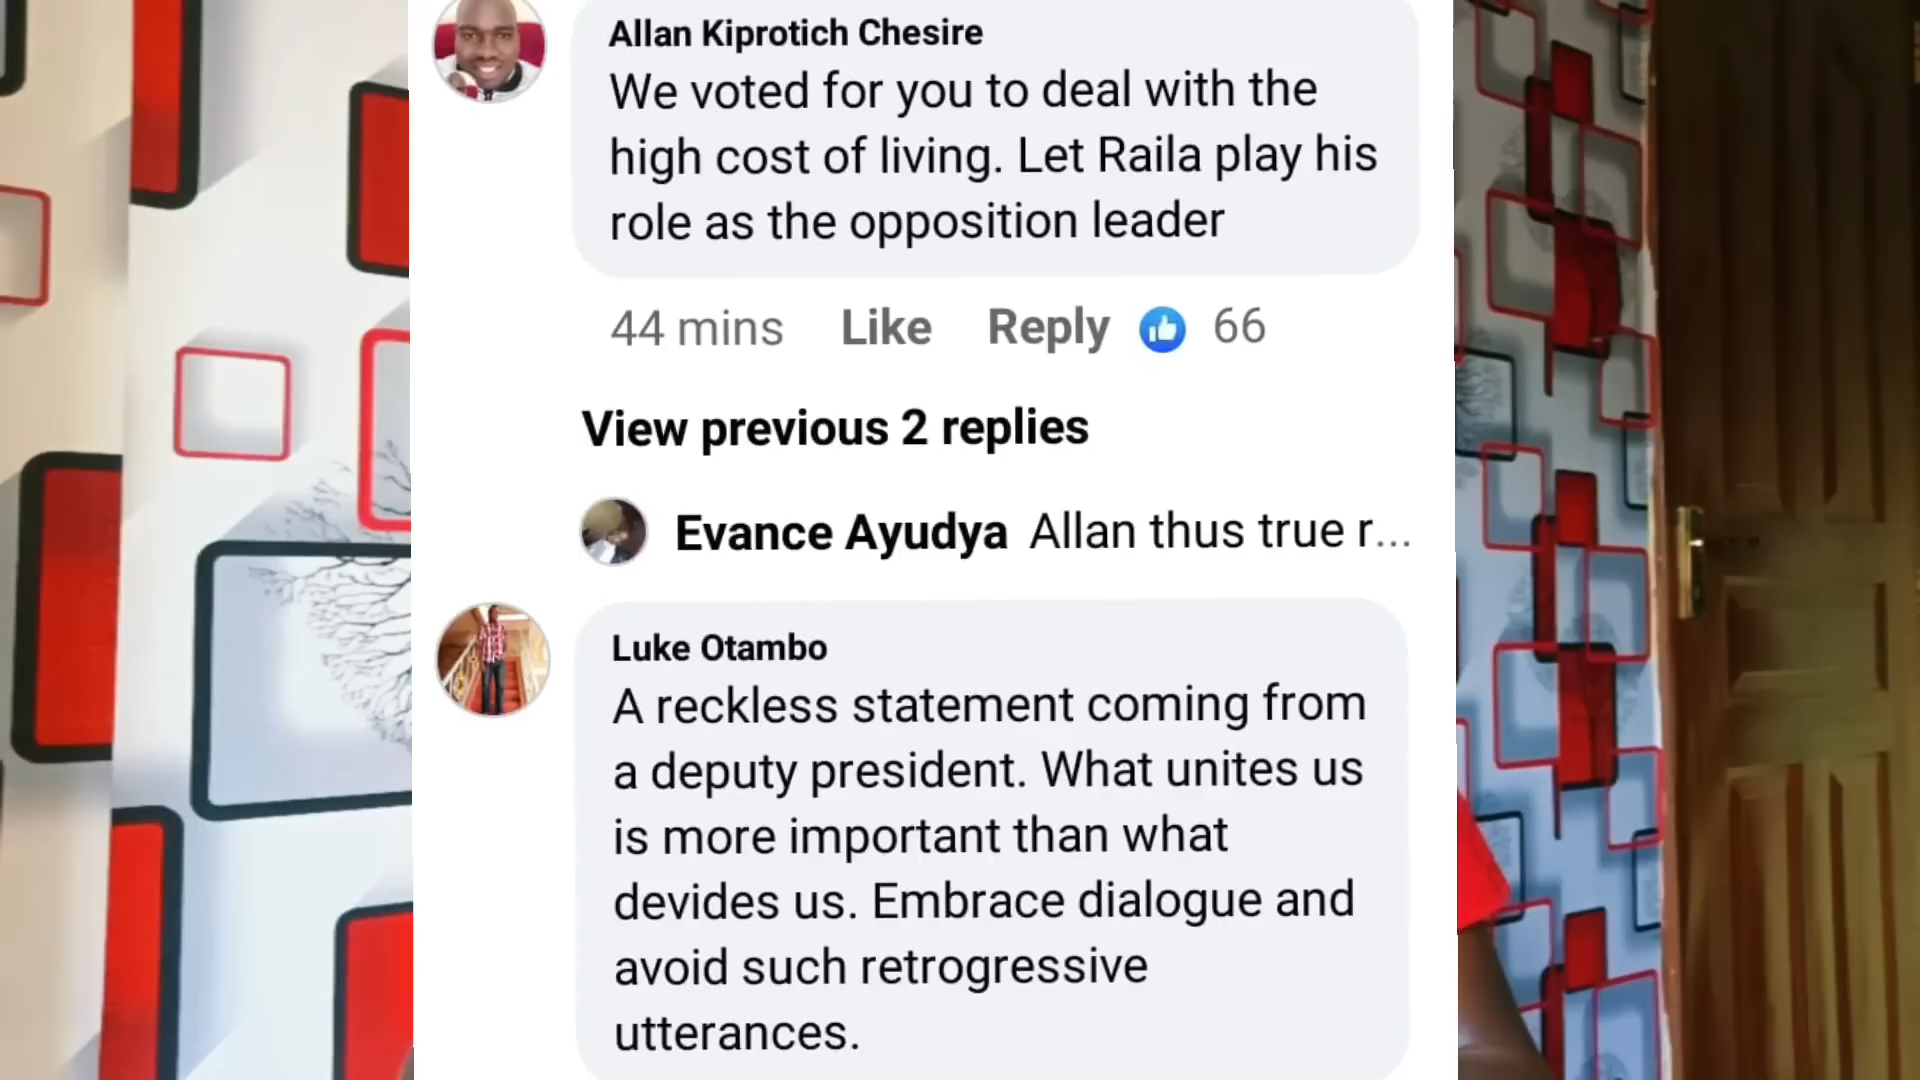 Allan Kiprotich Chesire
We voted for you to deal with the
high cost of living. Let Raila play his
role as the opposition leader
44 mins Like Reply 66
View previous 2 replies
Evance Ayudya Allan thus true r...
Luke Otambo
A reckless statement coming from
a deputy president. What unites us
is more important than what
devides us. Embrace dialogue and
avoid such retrogressive
utterances.